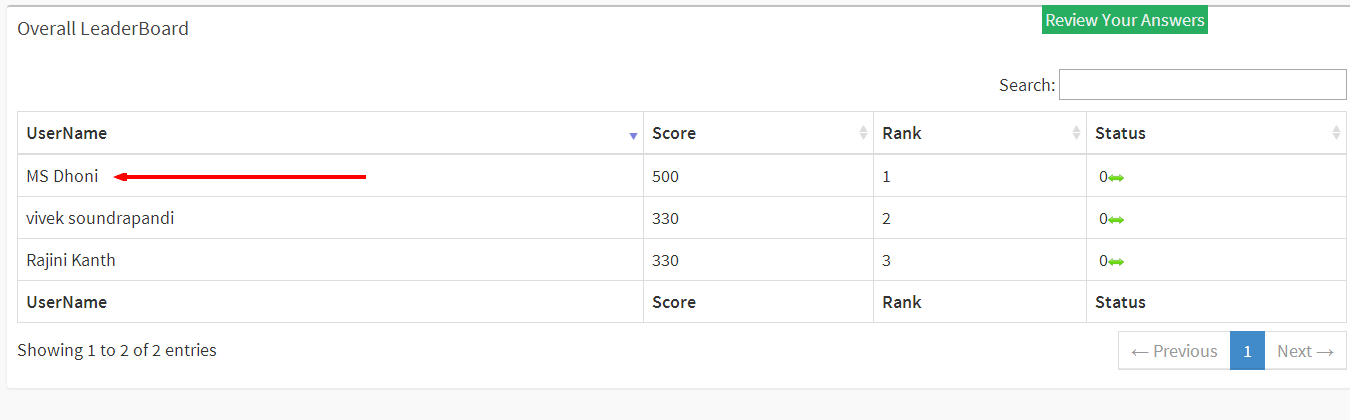 Overall LeaderBoard
Review Your Answers
Search:
UserName Score Rank Status
MS Dhoni 500 1 0
vivek soundrapandi 330 2 0
Rajini Kanth 330 3 0
UserName Score Rank Status
Showing 1 to 2 of 2 entries
← Previous 1 Next →